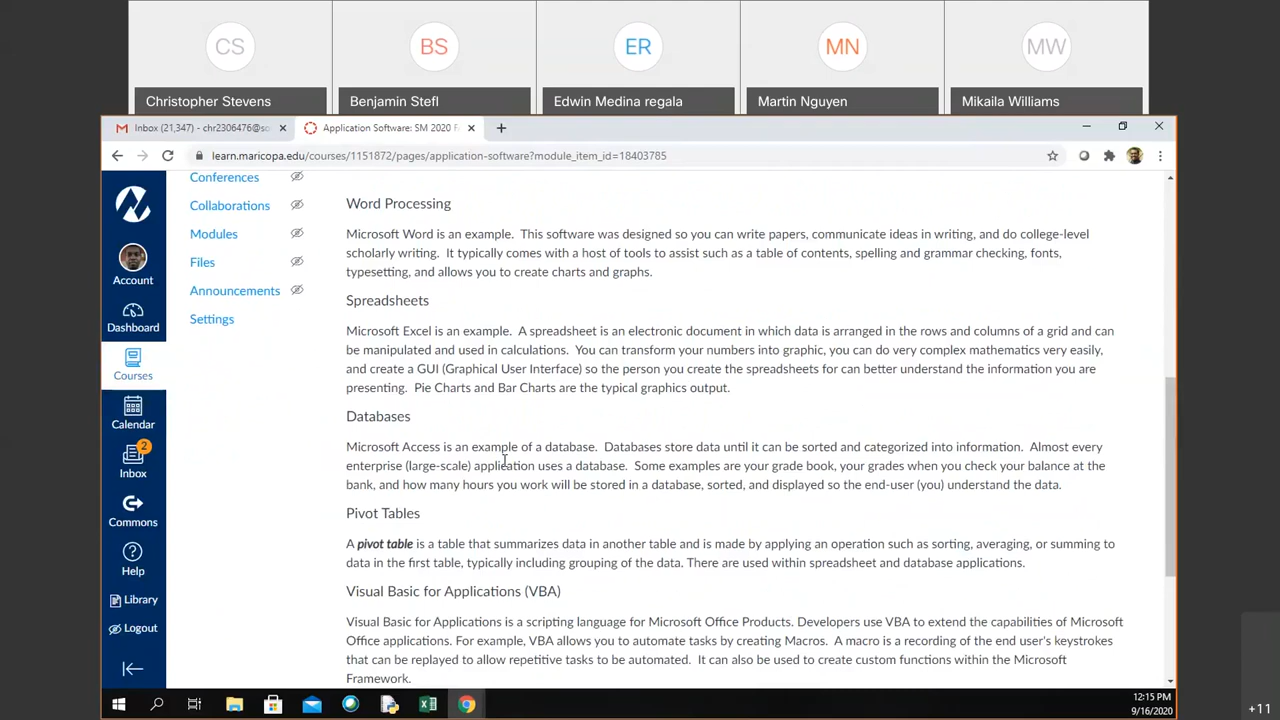 CS
BS
ER
MN
MW
Christopher Stevens
Benjamin Stefl
Edwin Medina regala
Martin Nguyen
Mikaila Williams
Inbox (21,347) - chr2306476@so
Application Software: SM 2020 F
learn.maricopa.edu/courses/1151872/pages/application-software?module_item_id=18403785
Account
Dashboard
Courses
Calendar
2
Inbox
Commons
Help
Library
Logout
Conferences
Collaborations
Modules
Files
Announcements
Settings
Word Processing
Microsoft Word is an example. This software was designed so you can write papers, communicate ideas in writing, and do college-level
scholarly writing. It typically comes with a host of tools to assist such as a table of contents, spelling and grammar checking, fonts,
typesetting, and allows you to create charts and graphs.
Spreadsheets
Microsoft Excel is an example. A spreadsheet is an electronic document in which data is arranged in the rows and columns of a grid and can
be manipulated and used in calculations. You can transform your numbers into graphic, you can do very complex mathematics very easily,
and create a GUI (Graphical User Interface) so the person you create the spreadsheets for can better understand the information you are
presenting. Pie Charts and Bar Charts are the typical graphics output.
Databases
Microsoft Access is an example of a database. Databases store data until it can be sorted and categorized into information. Almost every
enterprise (large-scale) application uses a database. Some examples are your grade book, your grades when you check your balance at the
bank, and how many hours you work will be stored in a database, sorted, and displayed so the end-user (you) understand the data.
Pivot Tables
A pivot table is a table that summarizes data in another table and is made by applying an operation such as sorting, averaging, or summing to
data in the first table, typically including grouping of the data. There are used within spreadsheet and database applications.
Visual Basic for Applications (VBA)
Visual Basic for Applications is a scripting language for Microsoft Office Products. Developers use VBA to extend the capabilities of Microsoft
Office applications. For example, VBA allows you to automate tasks by creating Macros. A macro is a recording of the end user's keystrokes
that can be replayed to allow repetitive tasks to be automated. It can also be used to create custom functions within the Microsoft
Framework.
12:15 PM
9/16/2020
+11